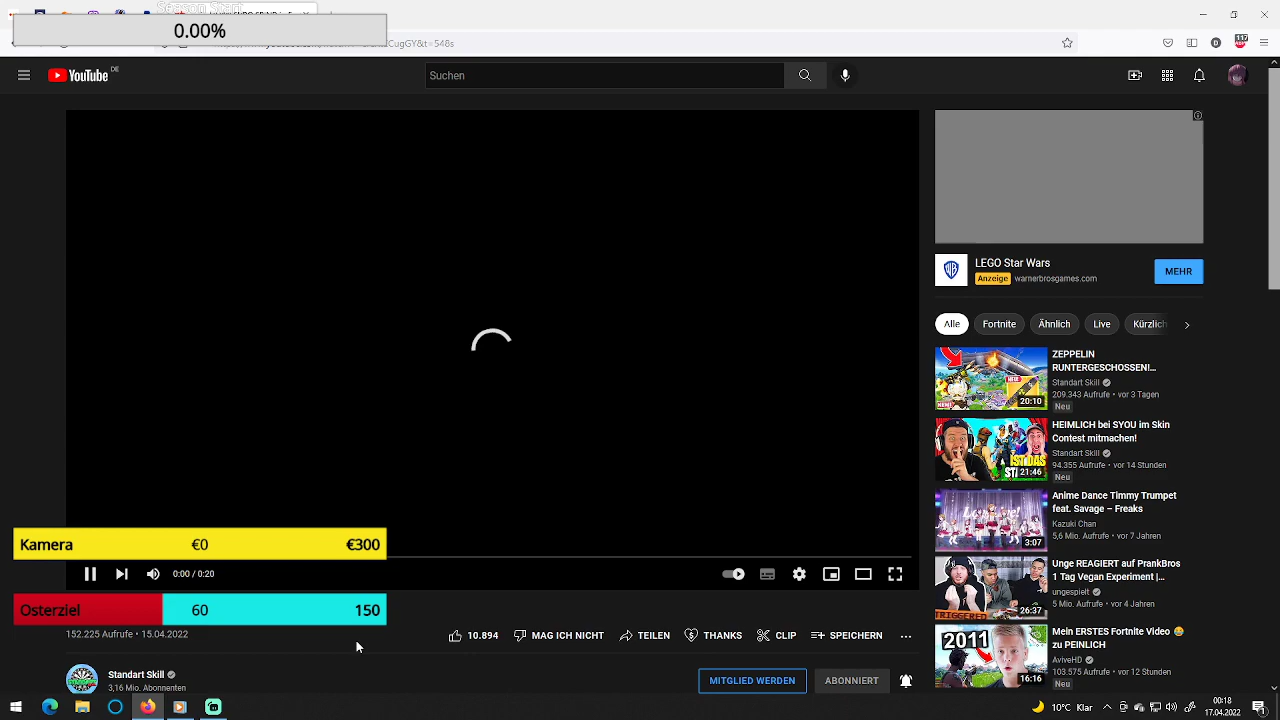 0.00%
CugGY&t=548s
YouTube DE
Suchen
LEGO Star Wars
Anzeige warnerbrosgames.com
MEHR
Alle
Fortnite
Ähnlich
Live
Kürzlich
ZEPPELIN
RUNTERGESCHOSSEN!...
Standart Skill
209.343 Aufrufe • vor 3 Tagen
Neu
20:10
HEIMLICH bei SYOU im Skin
Contest mitmachen!
Standart Skill
94.355 Aufrufe • vor 14 Stunden
Neu
IST DAS
21:46
Anime Dance Timmy Trumpet
feat. Savage – Freaks
Kazuki Chan
5,6 Mio. Aufrufe • vor 7 Jahren
3:07
Unge REAGIERT auf PrankBros
1 Tag Vegan Experiment |...
ungespielt
5 Mio. Aufrufe • vor 4 Jahren
TRIGGERED
26:37
Mein ERSTES Fortnite Video 😂
zu PEINLICH
AviveHD
103.575 Aufrufe • vor 12 Stunden
Neu
2011
16:16
Kamera €0 €300
0:00 / 0:20
Osterziel 60 150
152.225 Aufrufe • 15.04.2022
10.894
MAG ICH NICHT
TEILEN
THANKS
CLIP
SPEICHERN
Standart Skill
3,16 Mio. Abonnenten
MITGLIED WERDEN
ABONNIERT
10°C
00:18
17.04.2022